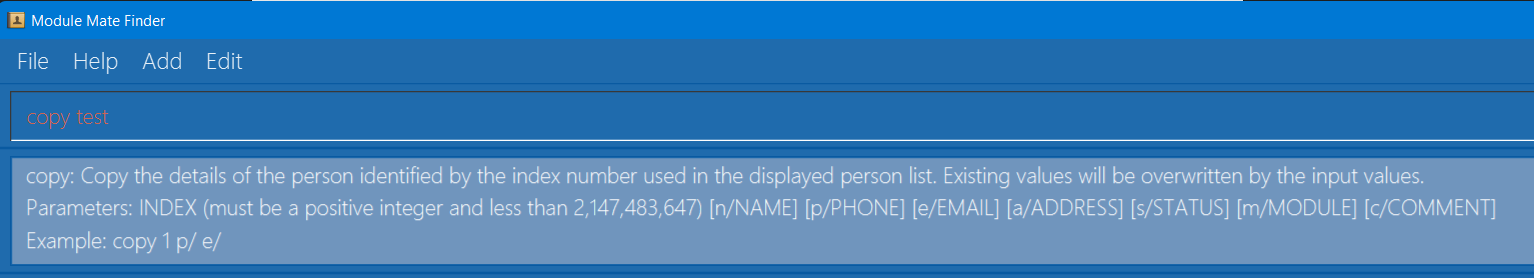 Module Mate Finder
File Help Add Edit
copy test
copy: Copy the details of the person identified by the index number used in the displayed person list. Existing values will be overwritten by the input values.
Parameters: INDEX (must be a positive integer and less than 2,147,483,647) [n/NAME] [p/PHONE] [e/EMAIL] [a/ADDRESS] [s/STATUS] [m/MODULE] [c/COMMENT]
Example: copy 1 p/ e/